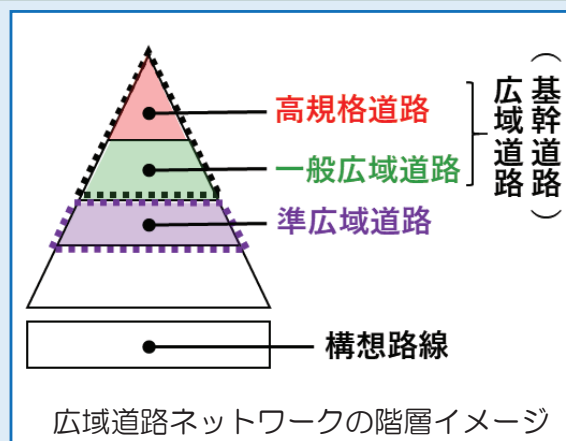 高規格道路
一般広域道路
広域道路
（基幹道路）
準広域道路
構想路線
広域道路ネットワークの階層イメージ